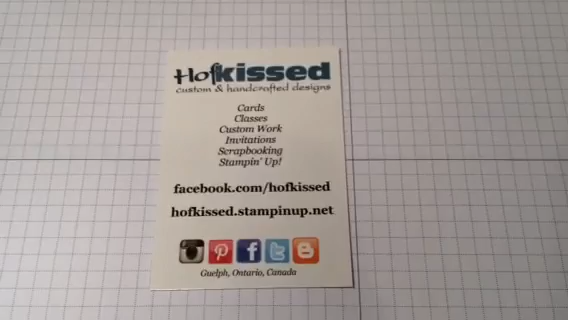 Hofkissed
custom & handcrafted designs
Cards
Classes
Custom Work
Invitations
Scrapbooking
Stampin' Up!
facebook.com/hofkissed
hofkissed.stampinup.net
Guelph, Ontario, Canada